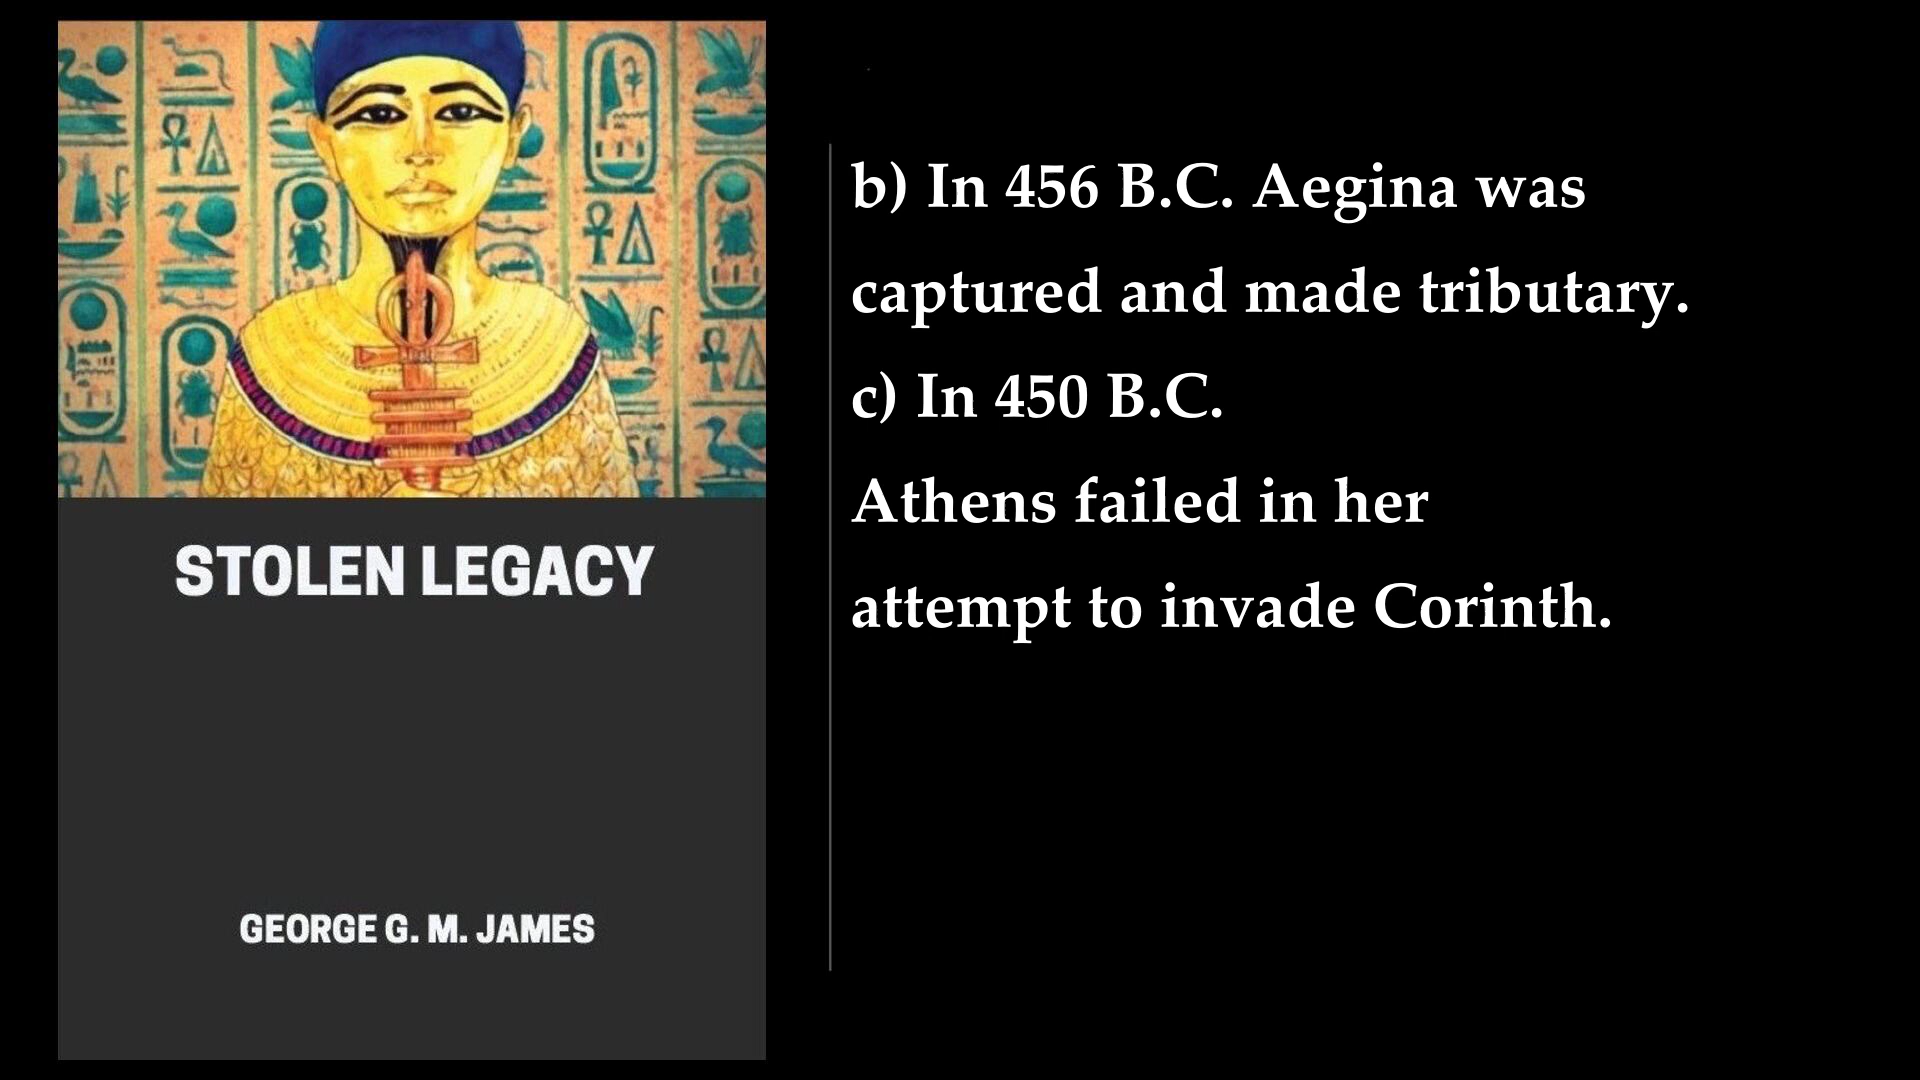 STOLEN LEGACY
GEORGE G. M. JAMES
b) In 456 B.C. Aegina was
captured and made tributary.
c) In 450 B.C.
Athens failed in her
attempt to invade Corinth.